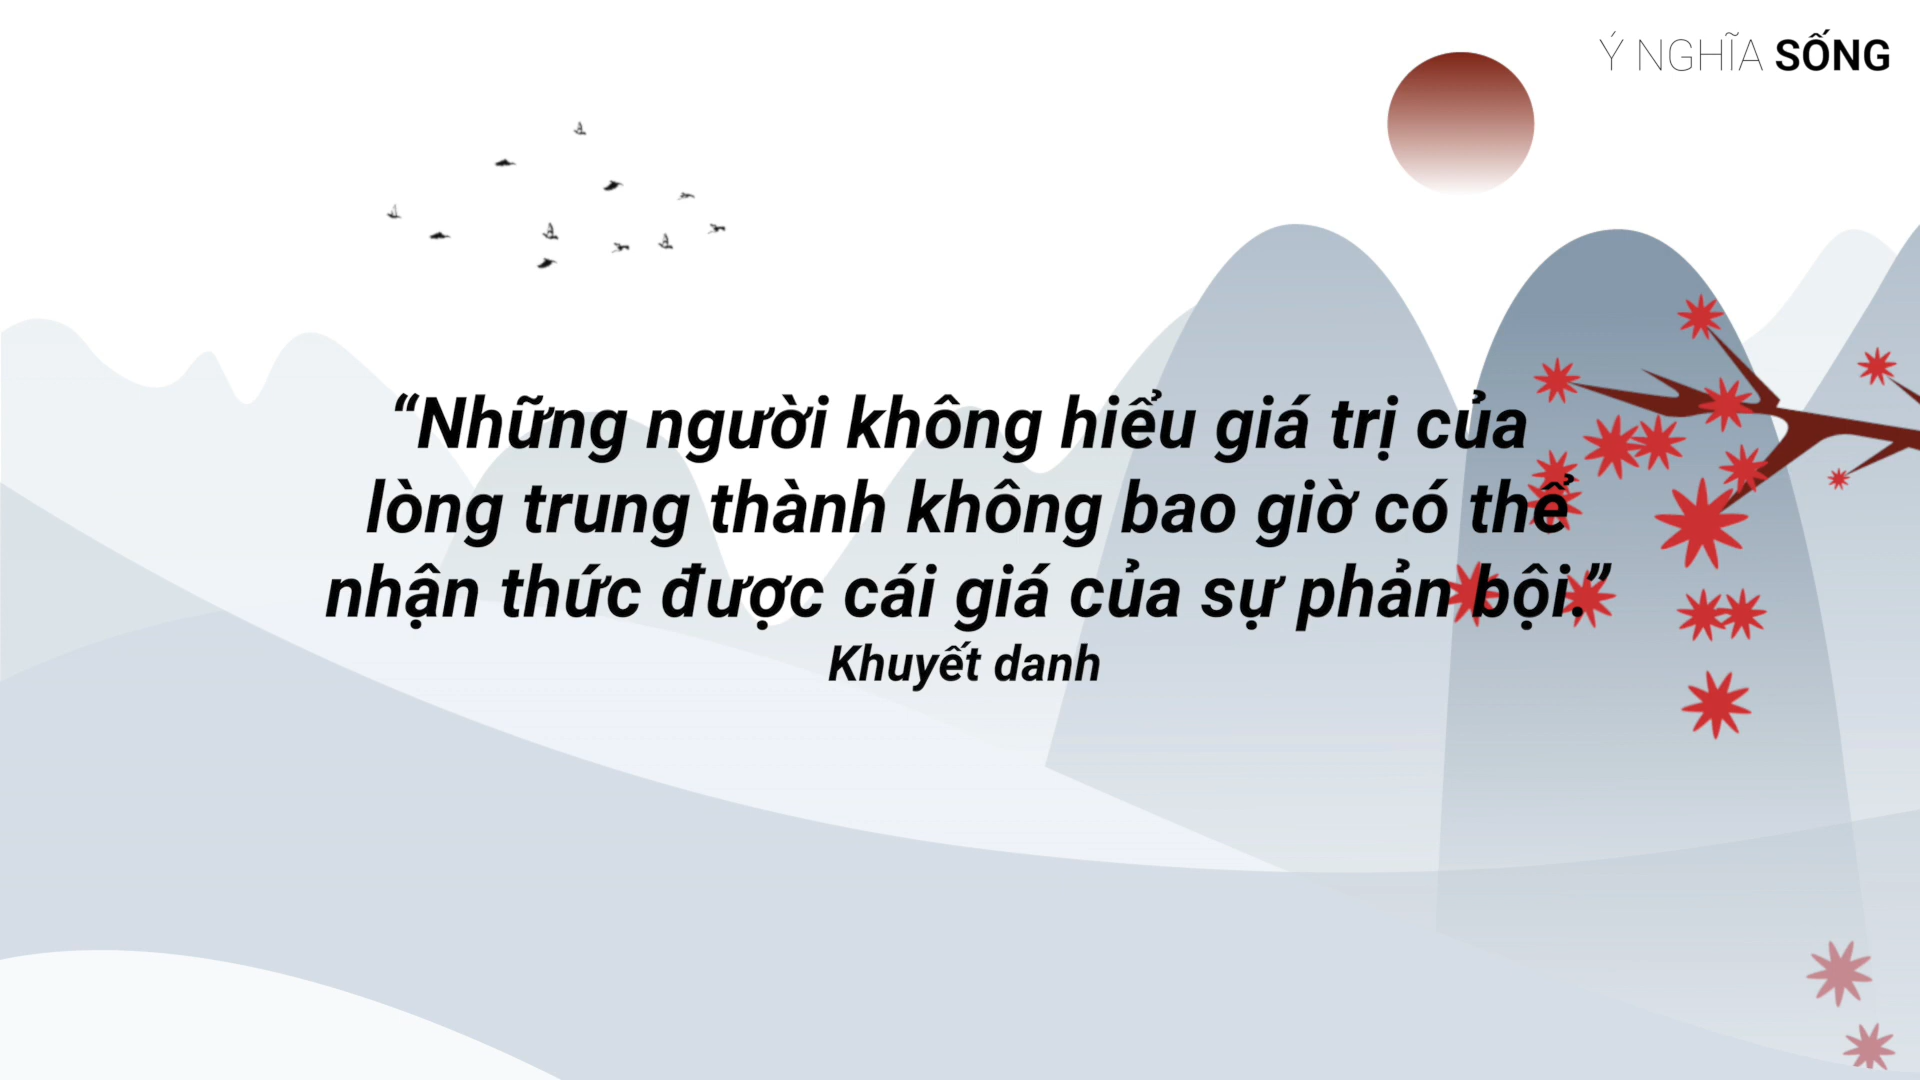 Ý NGHĨA SỐNG
“Những người không hiểu giá trị của
lòng trung thành không bao giờ có thể
nhận thức được cái giá của sự phản bội.”
Khuyết danh